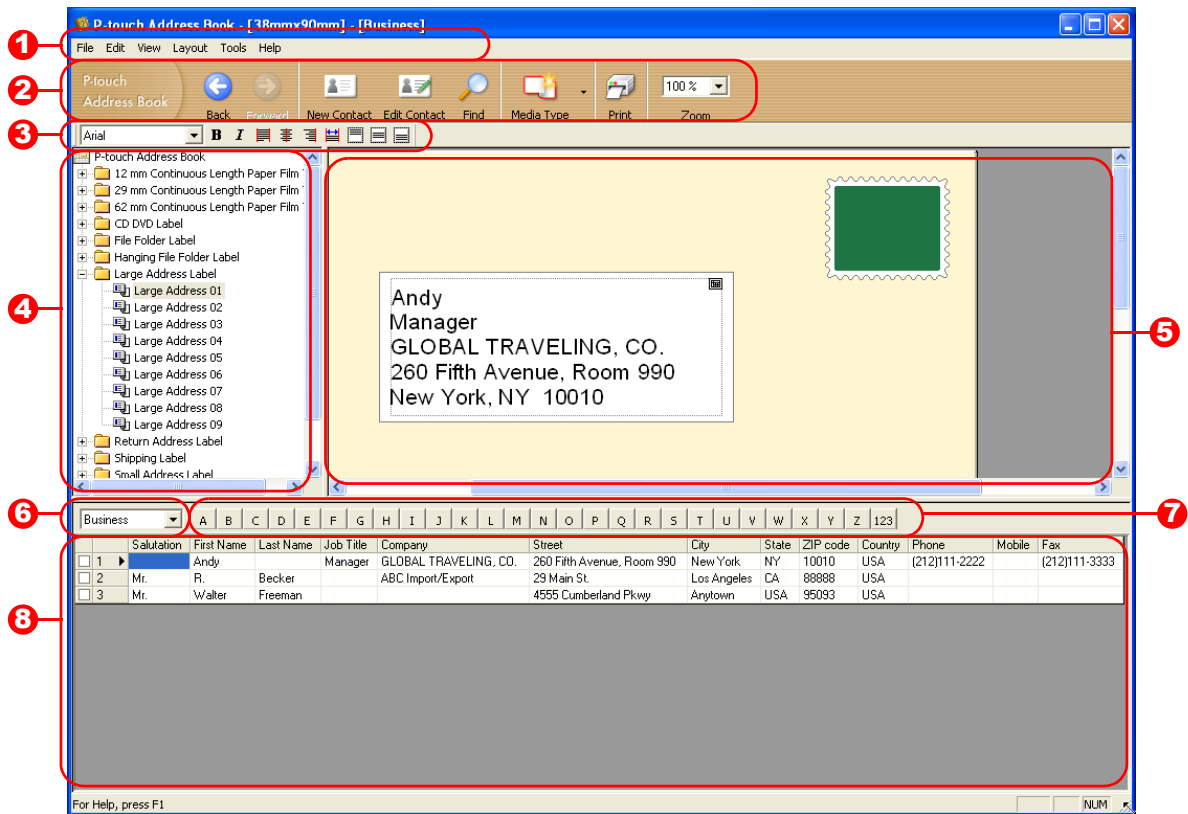 P-touch Address Book - [38mmx90mm] - [Business]
1
File Edit View Layout Tools Help
2
P-touch
Address Book
Back Forward New Contact Edit Contact Find Media Type Print 100 % Zoom
3
Arial B I
P-touch Address Book
12 mm Continuous Length Paper Film
29 mm Continuous Length Paper Film
62 mm Continuous Length Paper Film
CD DVD Label
File Folder Label
Hanging File Folder Label
Large Address Label
4
Large Address 01
Large Address 02
Large Address 03
Large Address 04
Large Address 05
Large Address 06
Large Address 07
Large Address 08
Large Address 09
Return Address Label
Shipping Label
Small Address Label
Andy
Manager
GLOBAL TRAVELING, CO.
260 Fifth Avenue, Room 990
New York, NY 10010
5
6
Business
A B C D E F G H I J K L M N O P Q R S T U V W X Y Z 123
7
8
Salutation First Name Last Name Job Title Company Street City State ZIP code Country Phone Mobile Fax
1 Andy Manager GLOBAL TRAVELING, CO. 260 Fifth Avenue, Room 990 New York NY 10010 USA (212)111-2222 (212)111-3333
2 Mr. R. Becker ABC Import/Export 29 Main St. Los Angeles CA 88888 USA
3 Mr. Walter Freeman 4555 Cumberland Pkwy Anytown USA 95093 USA
For Help, press F1
NUM